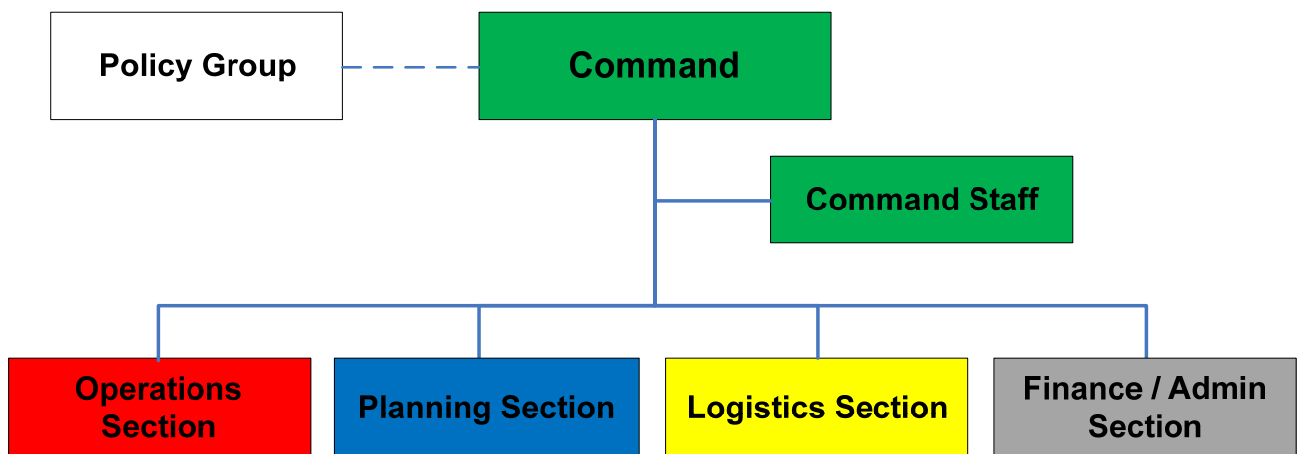 Policy Group
Command
Command Staff
Operations
Section
Planning Section
Logistics Section
Finance / Admin
Section